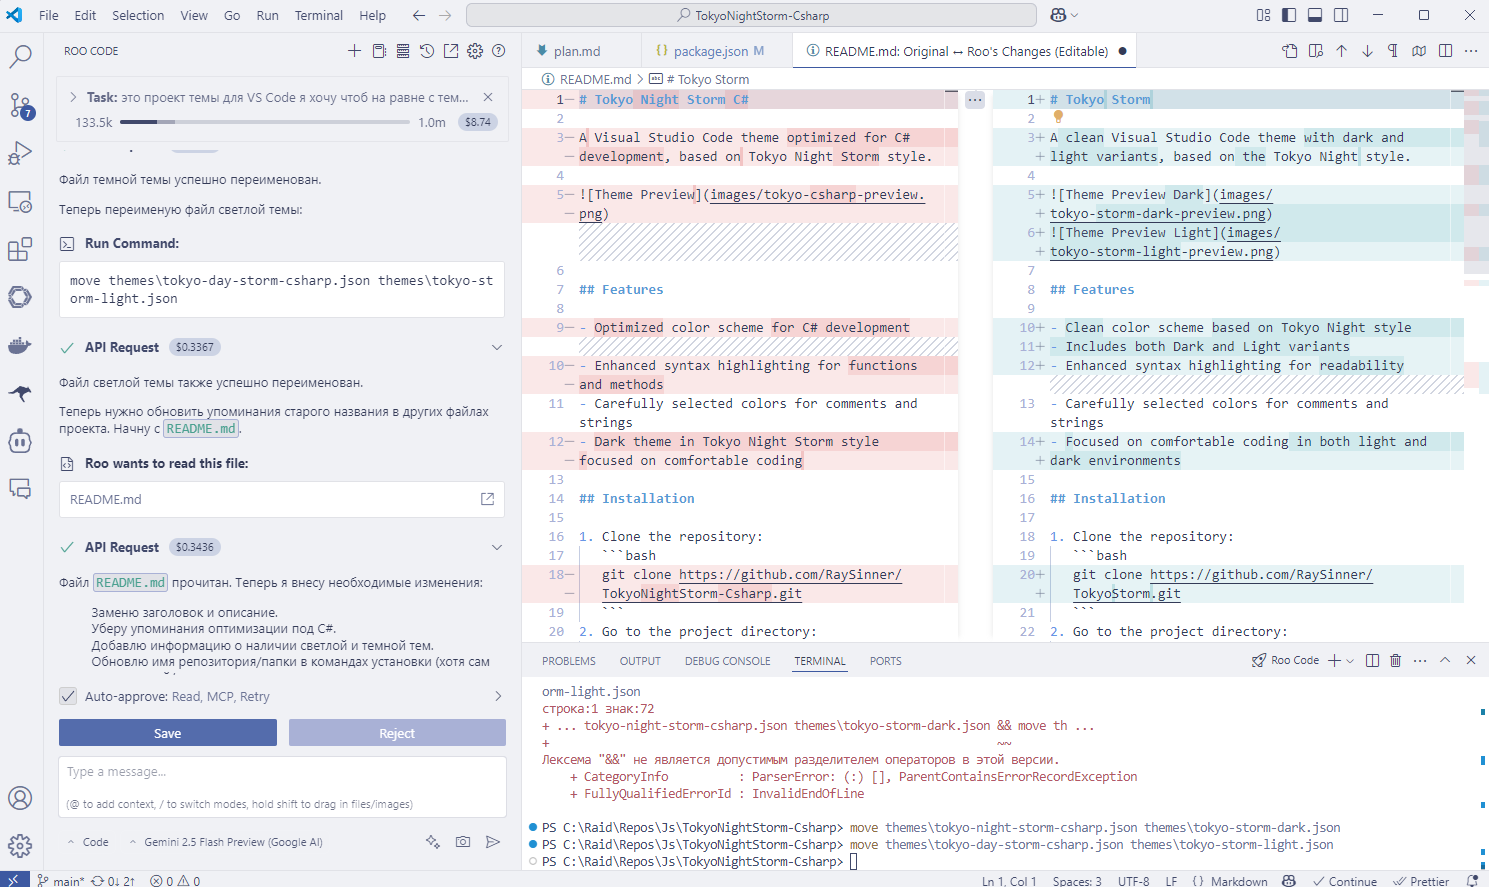 File Edit Selection View Go Run Terminal Help
TokyoNightStorm-Csharp
ROO CODE
Task: это проект темы для VS Code я хочу чтоб на равне с тем...
133.5k 1.0m $8.74
Файл темной темы успешно переименован.
Теперь переименую файл светлой темы:
Run Command:
move themes\tokyo-day-storm-csharp.json themes\tokyo-st
orm-light.json
API Request $0.3367
Файл светлой темы также успешно переименован.
Теперь нужно обновить упоминания старого названия в других файлах
проекта. Начну с README.md.
Roo wants to read this file:
README.md
API Request $0.3436
Файл README.md прочитан. Теперь я внесу необходимые изменения:
Заменю заголовок и описание.
Уберу упоминания оптимизации под C#.
Добавлю информацию о наличии светлой и темной тем.
Обновлю имя репозитория/папки в командах установки (хотя сам
Auto-approve: Read, MCP, Retry
Save Reject
Type a message...
(@ to add context, / to switch modes, hold shift to drag in files/images)
Code Gemini 2.5 Flash Preview (Google AI)
7
plan.md
{} package.json M
README.md: Original ↔ Roo's Changes (Editable)
README.md > # Tokyo Storm
1− # Tokyo Night Storm C#
2
3− A Visual Studio Code theme optimized for C#
− development, based on Tokyo Night Storm style.
4
5− ![Theme Preview](images/tokyo-csharp-preview.
− png)
6
7 ## Features
8
9− - Optimized color scheme for C# development
10− - Enhanced syntax highlighting for functions
− and methods
11 - Carefully selected colors for comments and
strings
12− - Dark theme in Tokyo Night Storm style
− focused on comfortable coding
13
14 ## Installation
15
16 1. Clone the repository:
17 ```bash
18− git clone https://github.com/RaySinner/
− TokyoNightStorm-Csharp.git
19 ```
20 2. Go to the project directory:
1+ # Tokyo Storm
2
3+ A clean Visual Studio Code theme with dark and
+ light variants, based on the Tokyo Night style.
4
5+ ![Theme Preview Dark](images/
+ tokyo-storm-dark-preview.png)
6+ ![Theme Preview Light](images/
+ tokyo-storm-light-preview.png)
7
8 ## Features
9
10+ - Clean color scheme based on Tokyo Night style
11+ - Includes both Dark and Light variants
12+ - Enhanced syntax highlighting for readability
13 - Carefully selected colors for comments and
strings
14+ - Focused on comfortable coding in both light and
+ dark environments
15
16 ## Installation
17
18 1. Clone the repository:
19 ```bash
20+ git clone https://github.com/RaySinner/
+ TokyoStorm.git
21 ```
22 2. Go to the project directory:
PROBLEMS OUTPUT DEBUG CONSOLE TERMINAL PORTS
Roo Code
orm-light.json
строка:1 знак:72
+ ... tokyo-night-storm-csharp.json themes\tokyo-storm-dark.json && move th ...
+ ~~
Лексема "&&" не является допустимым разделителем операторов в этой версии.
+ CategoryInfo : ParserError: (:) [], ParentContainsErrorRecordException
+ FullyQualifiedErrorId : InvalidEndOfLine
PS C:\Raid\Repos\Js\TokyoNightStorm-Csharp> move themes\tokyo-night-storm-csharp.json themes\tokyo-storm-dark.json
PS C:\Raid\Repos\Js\TokyoNightStorm-Csharp> move themes\tokyo-day-storm-csharp.json themes\tokyo-storm-light.json
PS C:\Raid\Repos\Js\TokyoNightStorm-Csharp>
main* 0↓ 2↑ 0 0
Ln 1, Col 1 Spaces: 3 UTF-8 LF {} Markdown Continue Prettier